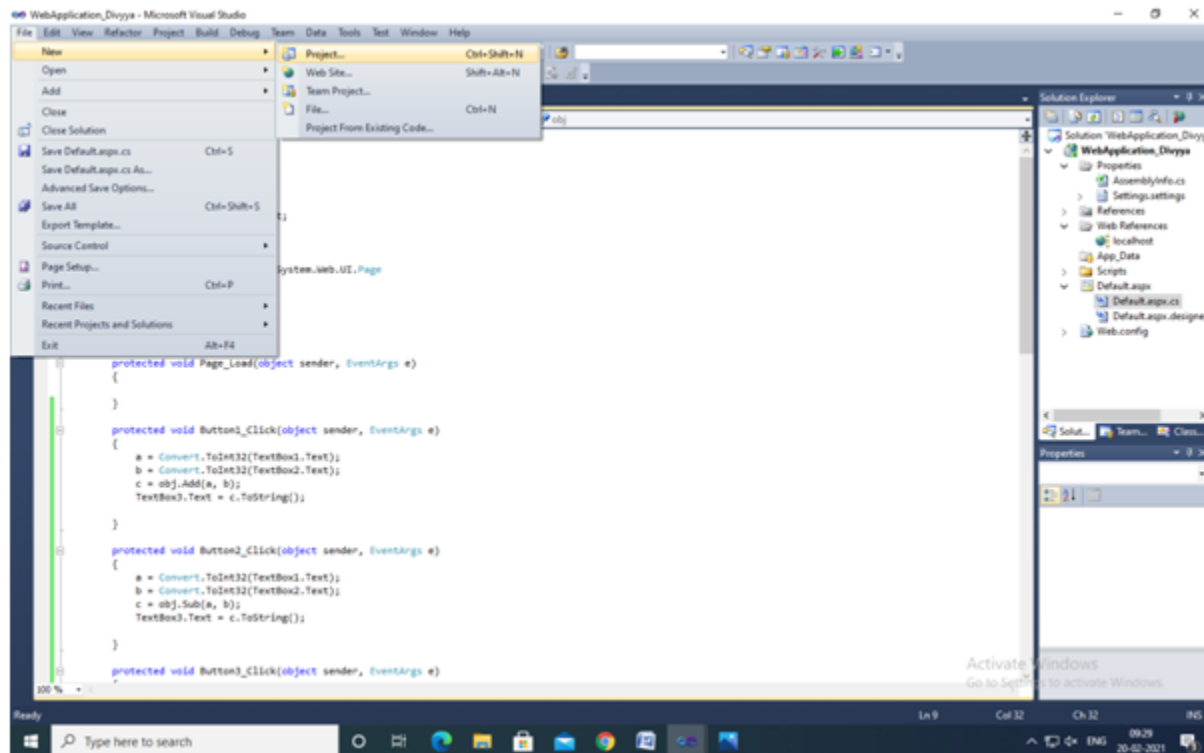 WebApplication_Divyya - Microsoft Visual Studio
File Edit View Refactor Project Build Debug Team Data Tools Test Window Help
New
Open
Add
Close
Close Solution
Save Default.aspx.cs Ctrl+S
Save Default.aspx.cs As...
Advanced Save Options...
Save All Ctrl+Shift+S
Export Template...
Source Control
Page Setup...
Print... Ctrl+P
Recent Files
Recent Projects and Solutions
Exit Alt+F4
Project... Ctrl+Shift+N
Web Site... Shift+Alt+N
Team Project...
File... Ctrl+N
Project From Existing Code...
obj
t;
System.Web.UI.Page
protected void Page_Load(object sender, EventArgs e)
{
}
protected void Button1_Click(object sender, EventArgs e)
{
a = Convert.ToInt32(TextBox1.Text);
b = Convert.ToInt32(TextBox2.Text);
c = obj.Add(a, b);
TextBox3.Text = c.ToString();
}
protected void Button2_Click(object sender, EventArgs e)
{
a = Convert.ToInt32(TextBox1.Text);
b = Convert.ToInt32(TextBox2.Text);
c = obj.Sub(a, b);
TextBox3.Text = c.ToString();
}
protected void Button3_Click(object sender, EventArgs e)
100 %
Solution Explorer
Solution 'WebApplication_Divyy
WebApplication_Divyya
Properties
AssemblyInfo.cs
Settings.settings
References
Web References
localhost
App_Data
Scripts
Default.aspx
Default.aspx.cs
Default.aspx.designe
Web.config
Solut... Team... Class...
Properties
Activate Windows
Go to Settings to activate Windows.
Ready Ln 9 Col 32 Ch 32 INS
Type here to search
ENG 09:29
20-02-2021